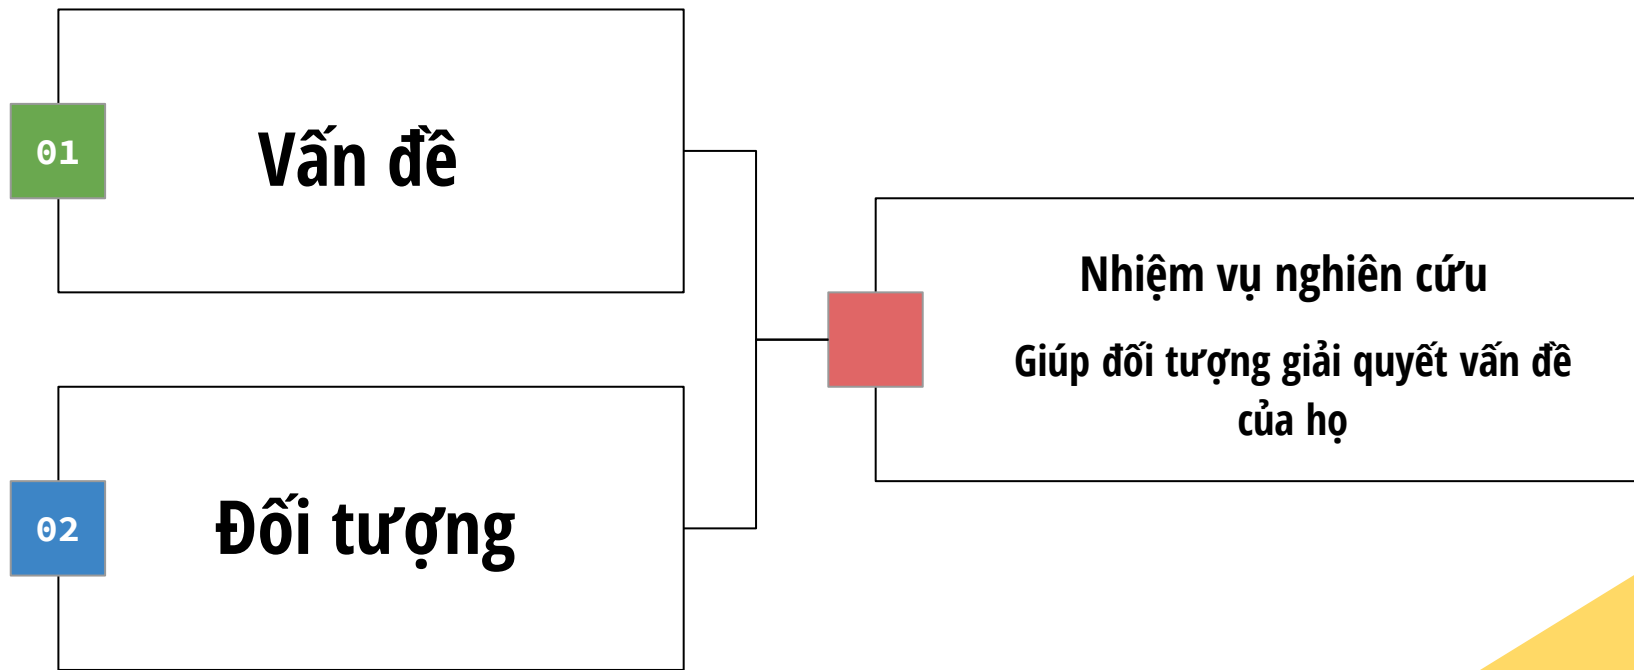 01
Vấn đề
02
Đối tượng
Nhiệm vụ nghiên cứu
Giúp đối tượng giải quyết vấn đề
của họ